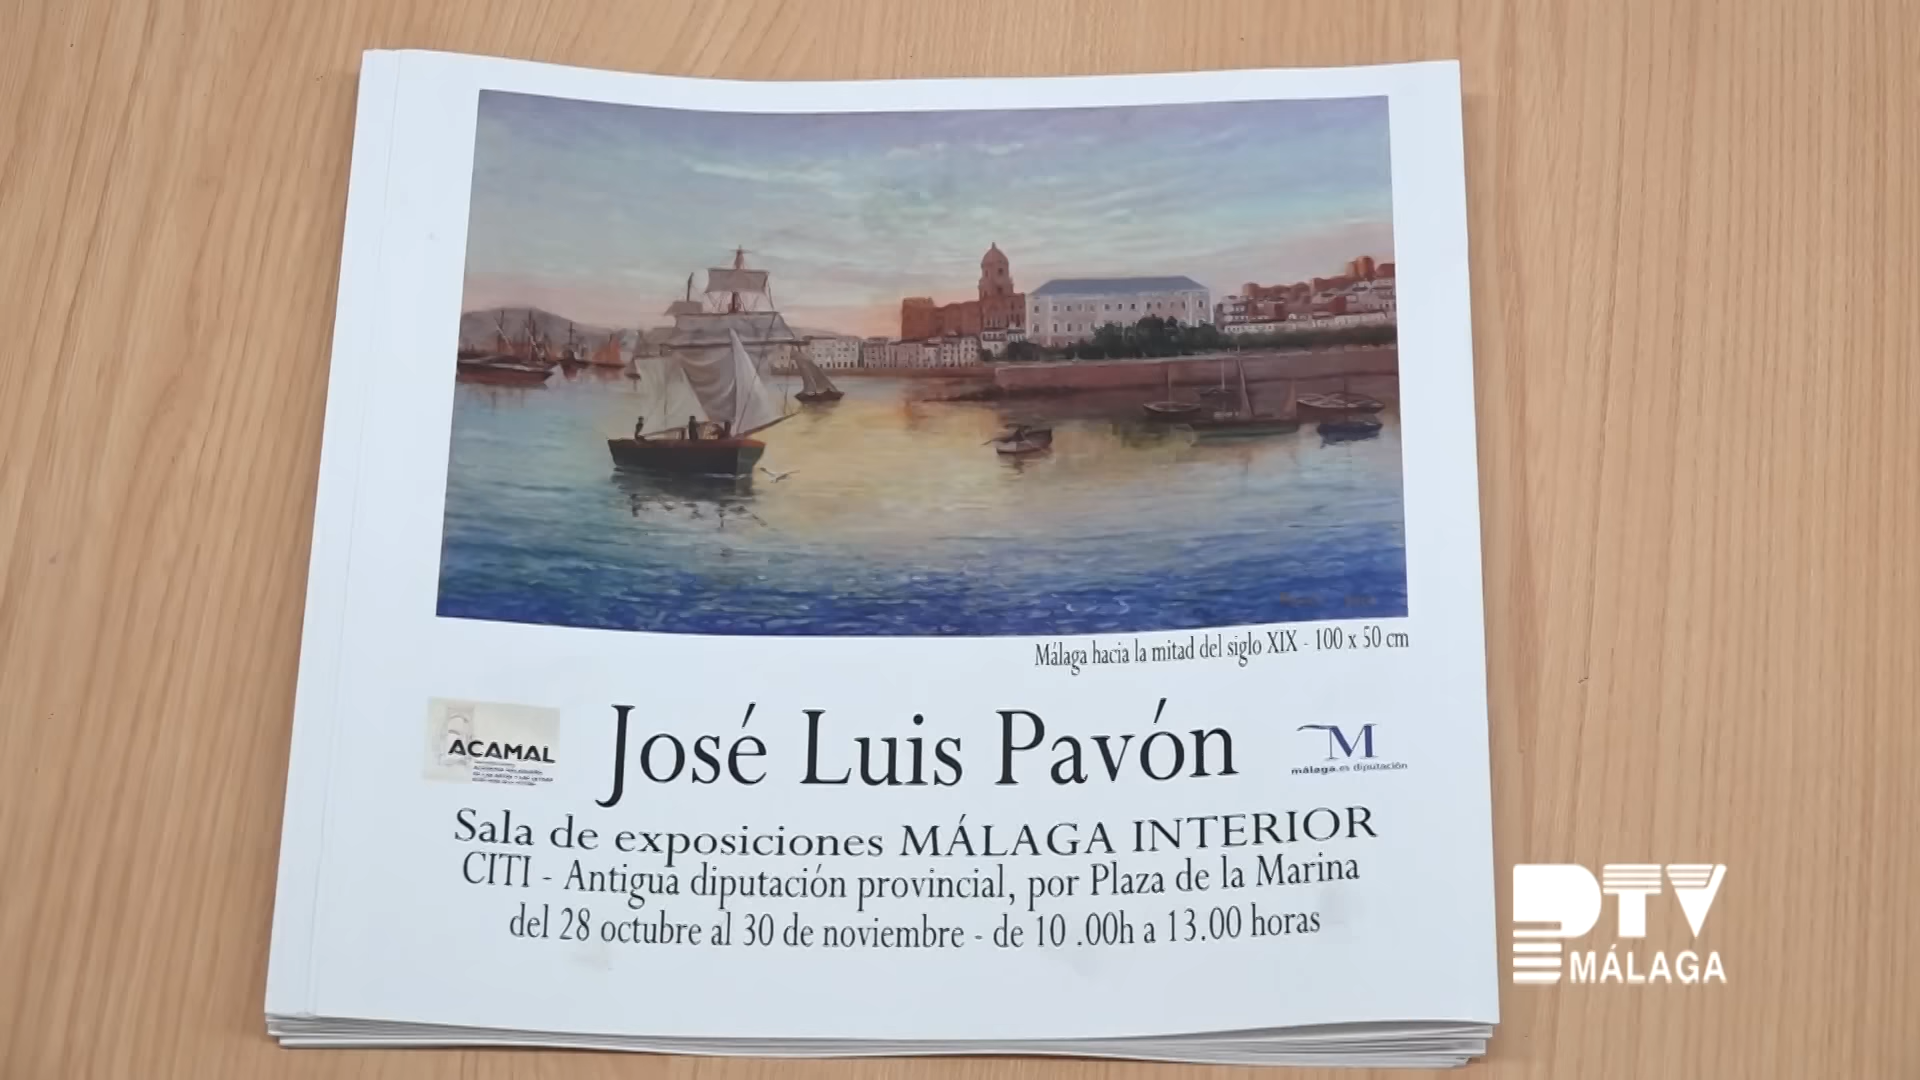 Málaga hacia la mitad del siglo XIX - 100 x 50 cm
ACAMAL
José Luis Pavón
M
málaga.es diputación
Sala de exposiciones MÁLAGA INTERIOR
CITI - Antigua diputación provincial, por Plaza de la Marina
del 28 octubre al 30 de noviembre - de 10 .00h a 13.00 horas
PTV
MÁLAGA